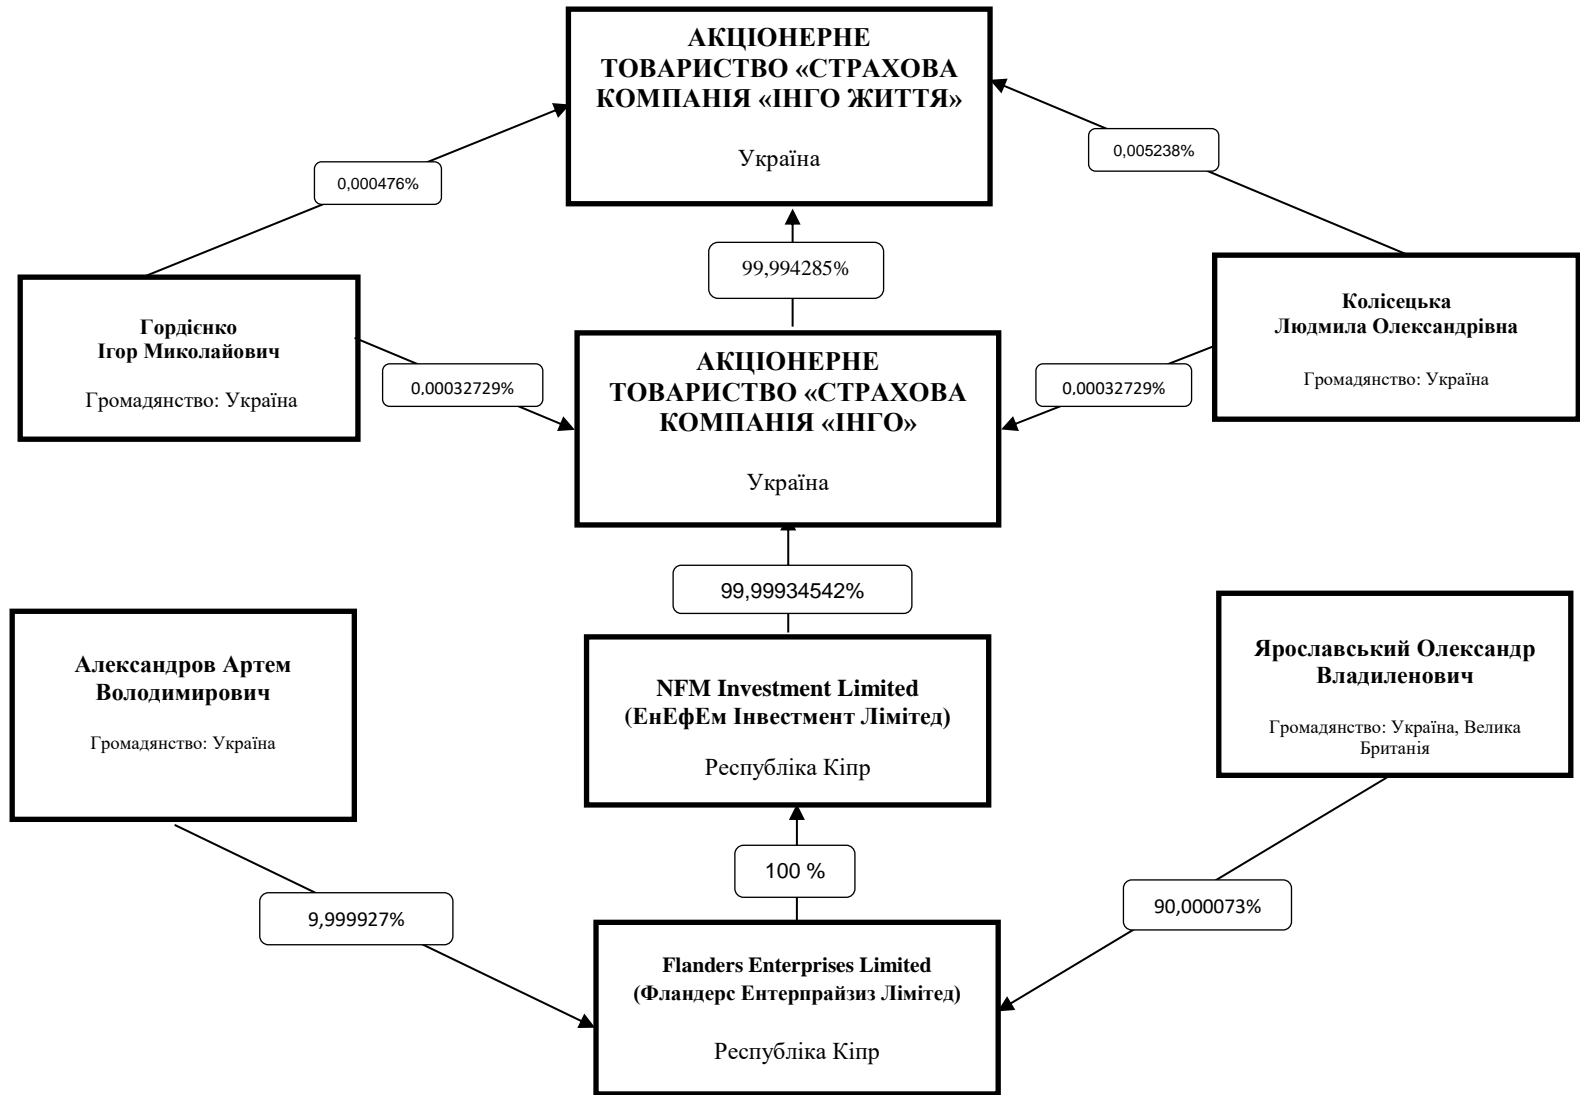 АКЦІОНЕРНЕ
ТОВАРИСТВО «СТРАХОВА
КОМПАНІЯ «ІНГО ЖИТТЯ»
Україна
0,000476%
0,005238%
99,994285%
Гордієнко
Ігор Миколайович
Громадянство: Україна
Колісецька
Людмила Олександрівна
Громадянство: Україна
0,00032729%
0,00032729%
АКЦІОНЕРНЕ
ТОВАРИСТВО «СТРАХОВА
КОМПАНІЯ «ІНГО»
Україна
99,99934542%
Александров Артем
Володимирович
Громадянство: Україна
NFM Investment Limited
(ЕнЕфЕм Інвестмент Лімітед)
Республіка Кіпр
Ярославський Олександр
Владиленович
Громадянство: Україна, Велика
Британія
100 %
9,999927%
90,000073%
Flanders Enterprises Limited
(Фландерс Ентерпрайзиз Лімітед)
Республіка Кіпр